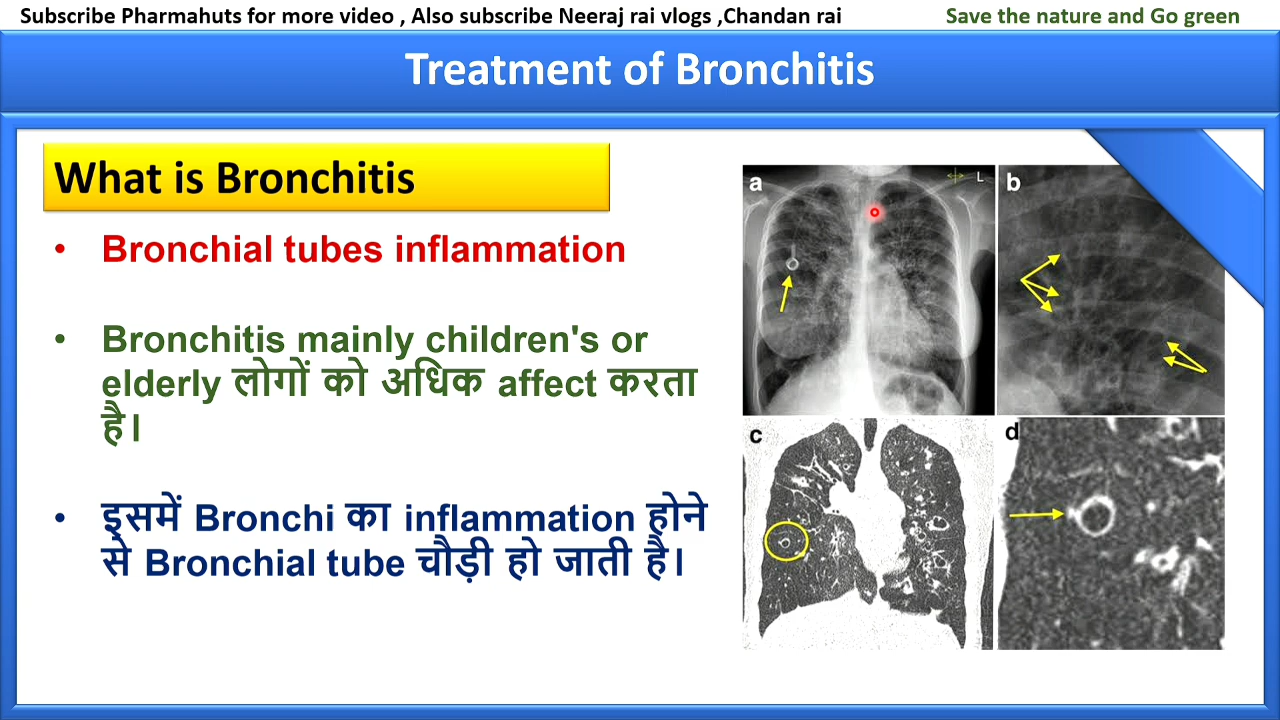 Subscribe Pharmahuts for more video , Also subscribe Neeraj rai vlogs ,Chandan rai
Save the nature and Go green
Treatment of Bronchitis
What is Bronchitis
• Bronchial tubes inflammation
• Bronchitis mainly children's or
elderly लोगों को अधिक affect करता
है।
• इसमें Bronchi का inflammation होने
से Bronchial tube चौड़ी हो जाती है।
a
L
b
c
d